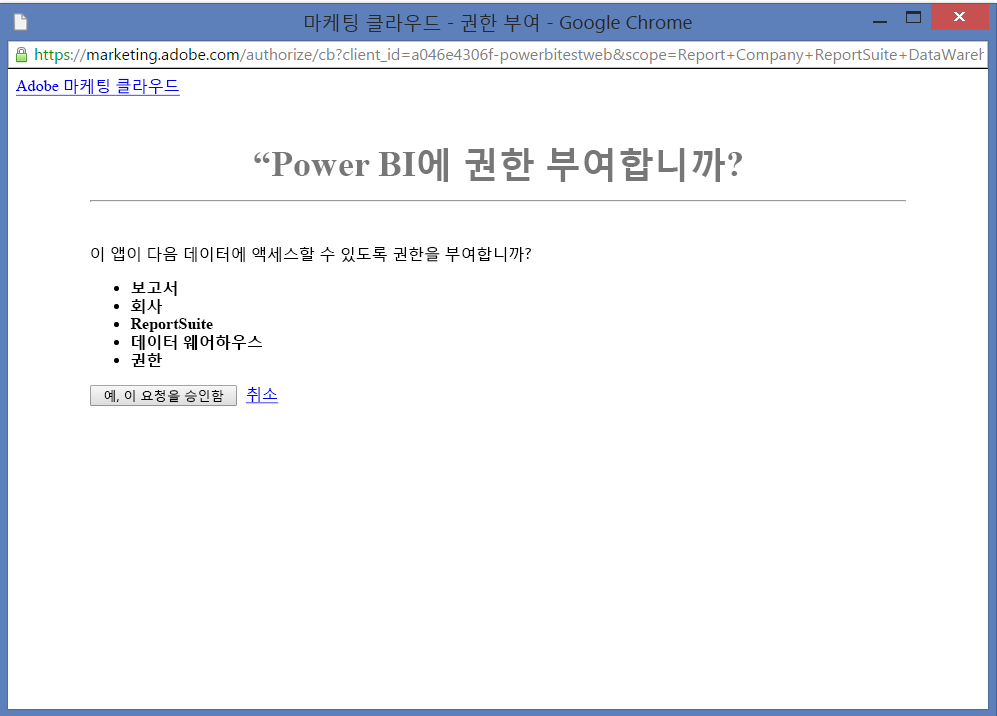 마케팅 클라우드 - 권한 부여 - Google Chrome
https://marketing.adobe.com/authorize/cb?client_id=a046e4306f-powerbitestweb&scope=Report+Company+ReportSuite+DataWareh
Adobe 마케팅 클라우드
“Power BI에 권한 부여합니까?
이 앱이 다음 데이터에 액세스할 수 있도록 권한을 부여합니까?
• 보고서
• 회사
• ReportSuite
• 데이터 웨어하우스
• 권한
예, 이 요청을 승인함 취소